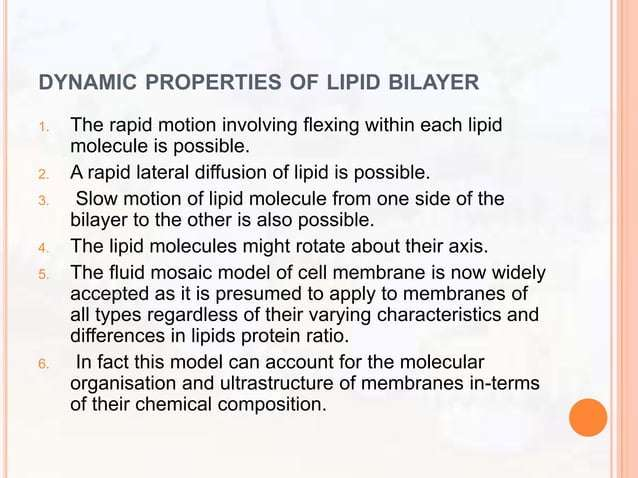 DYNAMIC PROPERTIES OF LIPID BILAYER
1. The rapid motion involving flexing within each lipid
molecule is possible.
2. A rapid lateral diffusion of lipid is possible.
3. Slow motion of lipid molecule from one side of the
bilayer to the other is also possible.
4. The lipid molecules might rotate about their axis.
5. The fluid mosaic model of cell membrane is now widely
accepted as it is presumed to apply to membranes of
all types regardless of their varying characteristics and
differences in lipids protein ratio.
6. In fact this model can account for the molecular
organisation and ultrastructure of membranes in-terms
of their chemical composition.